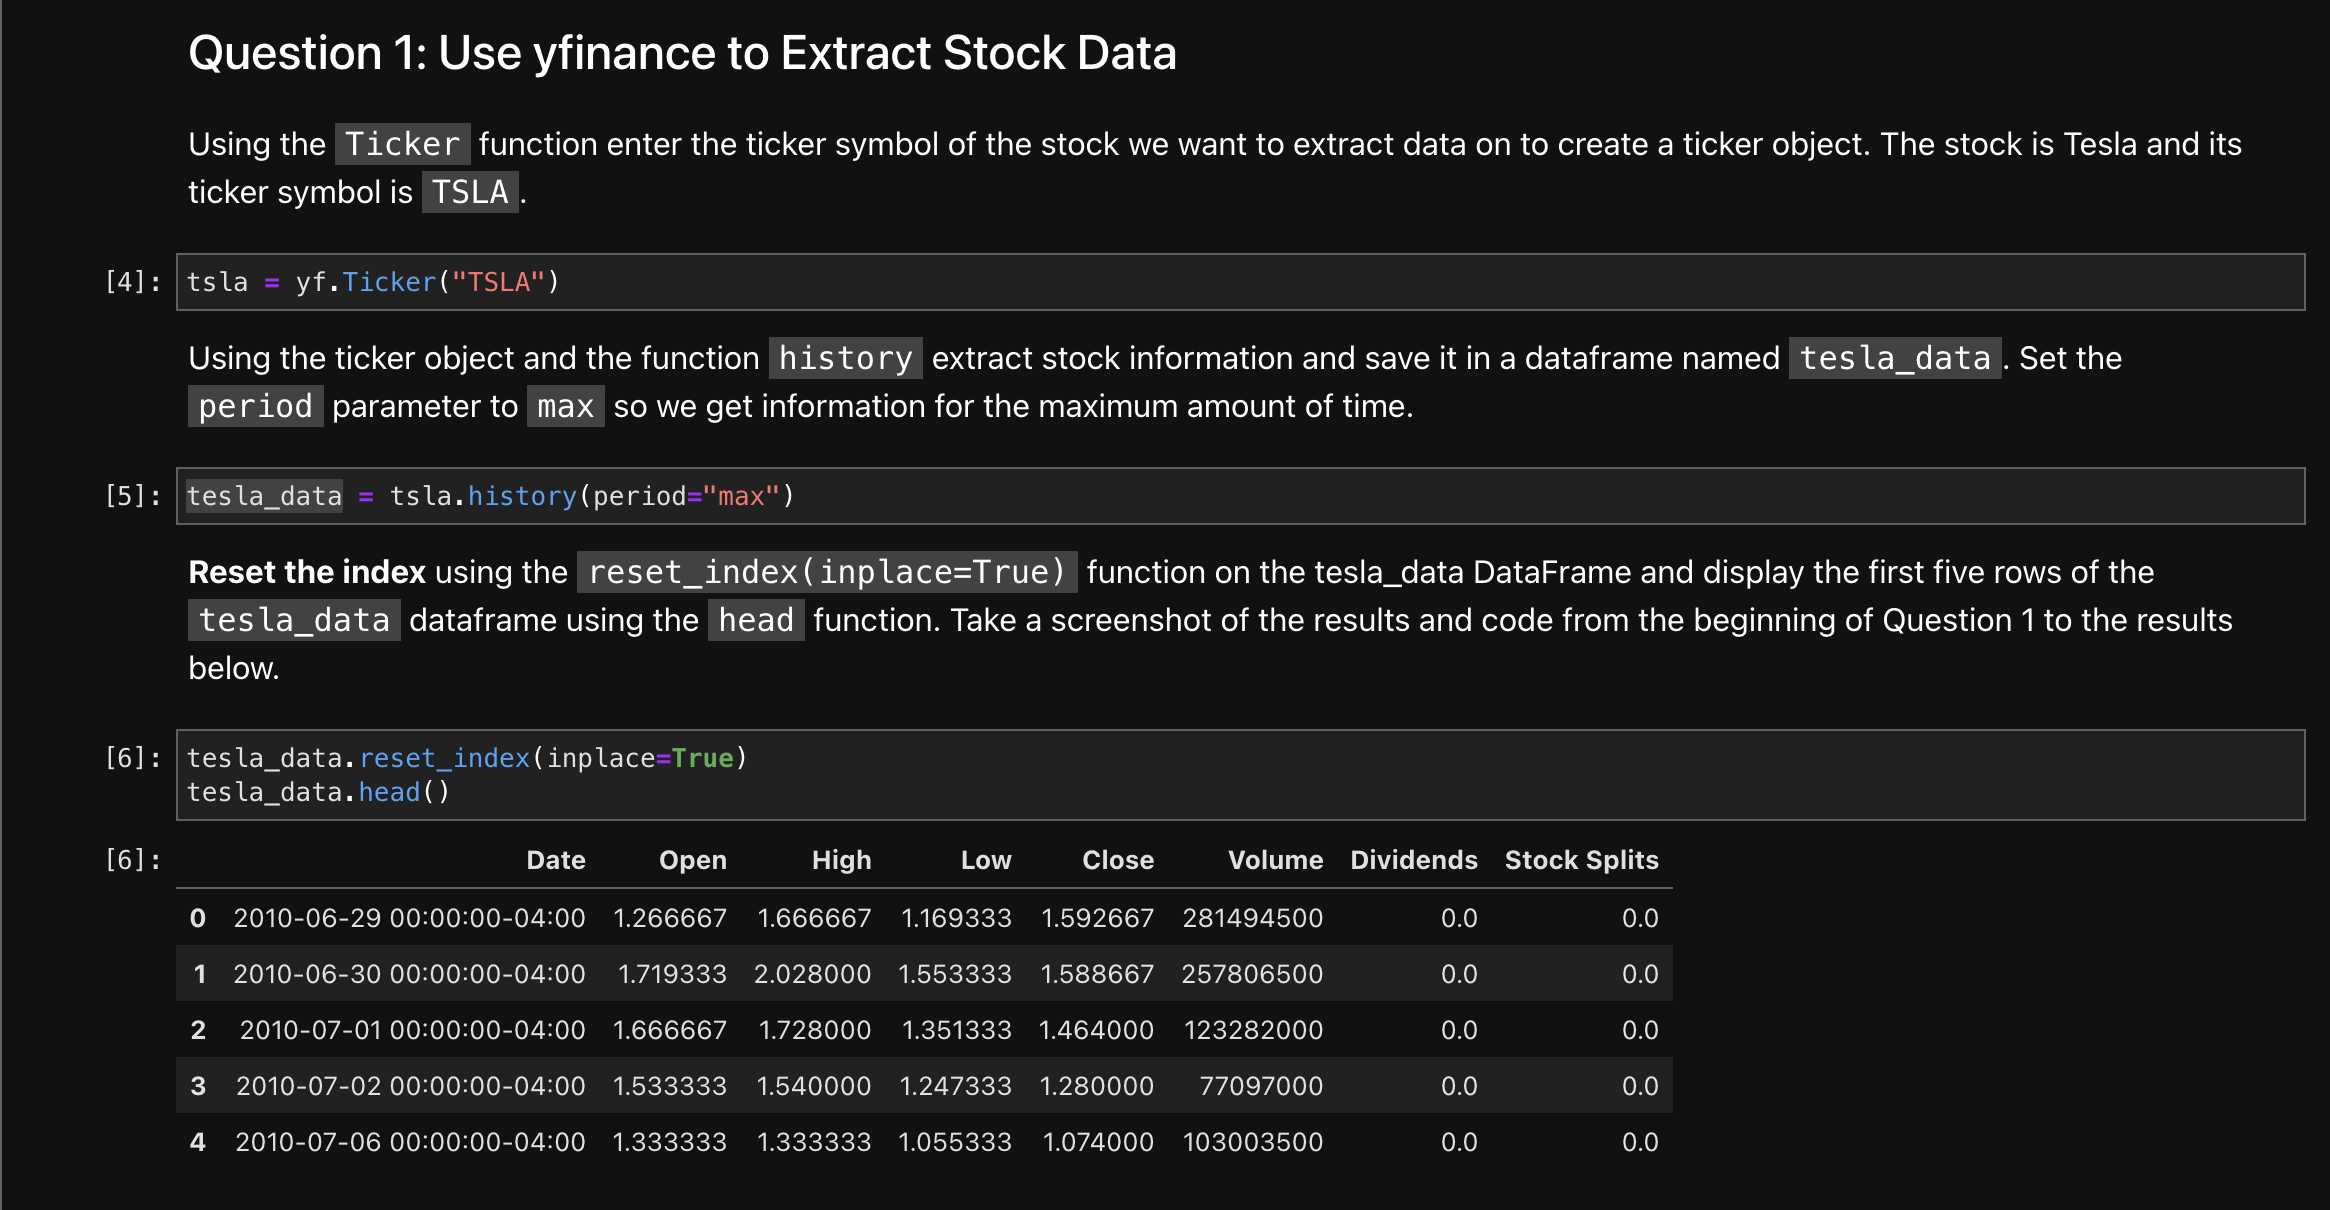 Question 1: Use yfinance to Extract Stock Data
Using the Ticker function enter the ticker symbol of the stock we want to extract data on to create a ticker object. The stock is Tesla and its
ticker symbol is TSLA.
[4]: tsla = yf.Ticker("TSLA")
Using the ticker object and the function history extract stock information and save it in a dataframe named tesla_data. Set the
period parameter to max so we get information for the maximum amount of time.
[5]: tesla_data = tsla.history(period="max")
Reset the index using the reset_index(inplace=True) function on the tesla_data DataFrame and display the first five rows of the
tesla_data dataframe using the head function. Take a screenshot of the results and code from the beginning of Question 1 to the results
below.
[6]: tesla_data.reset_index(inplace=True)
tesla_data.head()
[6]: Date Open High Low Close Volume Dividends Stock Splits
0 2010-06-29 00:00:00-04:00 1.266667 1.666667 1.169333 1.592667 281494500 0.0 0.0
1 2010-06-30 00:00:00-04:00 1.719333 2.028000 1.553333 1.588667 257806500 0.0 0.0
2 2010-07-01 00:00:00-04:00 1.666667 1.728000 1.351333 1.464000 123282000 0.0 0.0
3 2010-07-02 00:00:00-04:00 1.533333 1.540000 1.247333 1.280000 77097000 0.0 0.0
4 2010-07-06 00:00:00-04:00 1.333333 1.333333 1.055333 1.074000 103003500 0.0 0.0